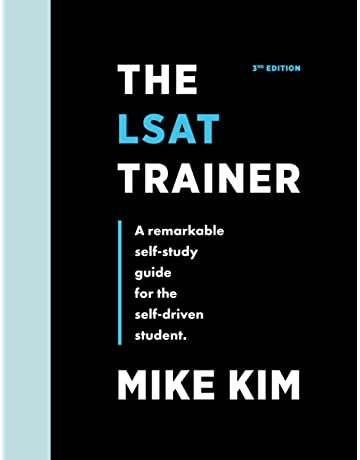 3RD EDITION
THE
LSAT
TRAINER
A remarkable
self-study
guide
for the
self-driven
student.
MIKE KIM